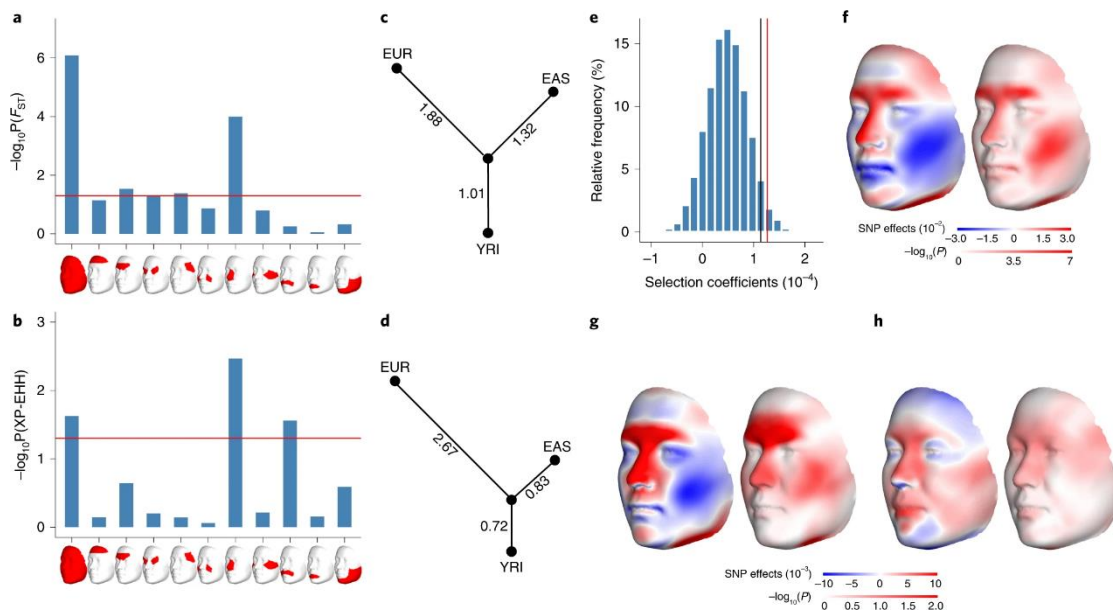 a
−log₁₀P(F_ST)
6
4
2
0
b
−log₁₀P(XP-EHH)
3
2
1
0
c
EUR
EAS
1.88
1.32
1.01
YRI
d
EUR
EAS
2.67
0.83
0.72
YRI
e
Relative frequency (%)
15
10
5
0
−1 0 1 2
Selection coefficients (10⁻⁴)
f
SNP effects (10⁻²)
−3.0 −1.5 0 1.5 3.0
−log₁₀(P)
0 3.5 7
g
h
SNP effects (10⁻³)
−10 −5 0 5 10
−log₁₀(P)
0 0.5 1.0 1.5 2.0